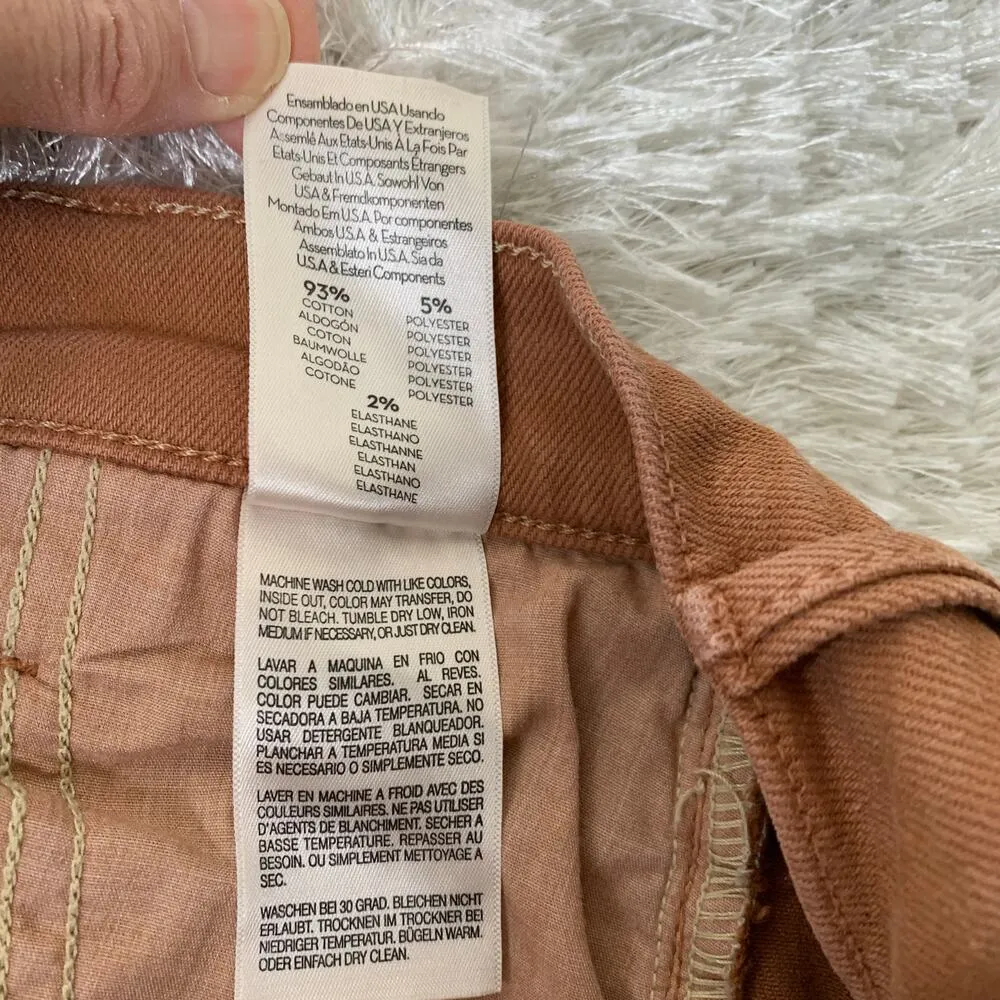 Ensamblado en USA Usando
Componentes De USA Y Extranjeros
Assemlé Aux Etats-Unis À La Fois Par
Etats-Unis Et Composants Étrangers
Gebaut In U.S.A. Sowohl Von
USA & Fremdkomponenten
Montado Em U.S.A. Por componentes
Ambos U.S.A & Estrangeiros
Assemblato In U.S.A. Sia da
U.S.A & Esteri Components
93%
COTTON
ALDOGÓN
COTON
BAUMWOLLE
ALGODÃO
COTONE
5%
POLYESTER
POLYESTER
POLYESTER
POLYESTER
POLYESTER
POLYESTER
2%
ELASTHANE
ELASTHANO
ELASTHANNE
ELASTHAN
ELASTHANO
ELASTHANE
MACHINE WASH COLD WITH LIKE COLORS,
INSIDE OUT, COLOR MAY TRANSFER, DO
NOT BLEACH. TUMBLE DRY LOW, IRON
MEDIUM IF NECESSARY, OR JUST DRY CLEAN.
LAVAR A MAQUINA EN FRIO CON
COLORES SIMILARES. AL REVES.
COLOR PUEDE CAMBIAR. SECAR EN
SECADORA A BAJA TEMPERATURA. NO
USAR DETERGENTE BLANQUEADOR.
PLANCHAR A TEMPERATURA MEDIA SI
ES NECESARIO O SIMPLEMENTE SECO.
LAVER EN MACHINE A FROID AVEC DES
COULEURS SIMILAIRES. NE PAS UTILISER
D'AGENTS DE BLANCHIMENT. SECHER A
BASSE TEMPERATURE. REPASSER AU
BESOIN. OU SIMPLEMENT METTOYAGE A
SEC.
WASCHEN BEI 30 GRAD. BLEICHEN NICHT
ERLAUBT. TROCKNEN IM TROCKNER BEI
NIEDRIGER TEMPERATUR. BÜGELN WARM.
ODER EINFACH DRY CLEAN.